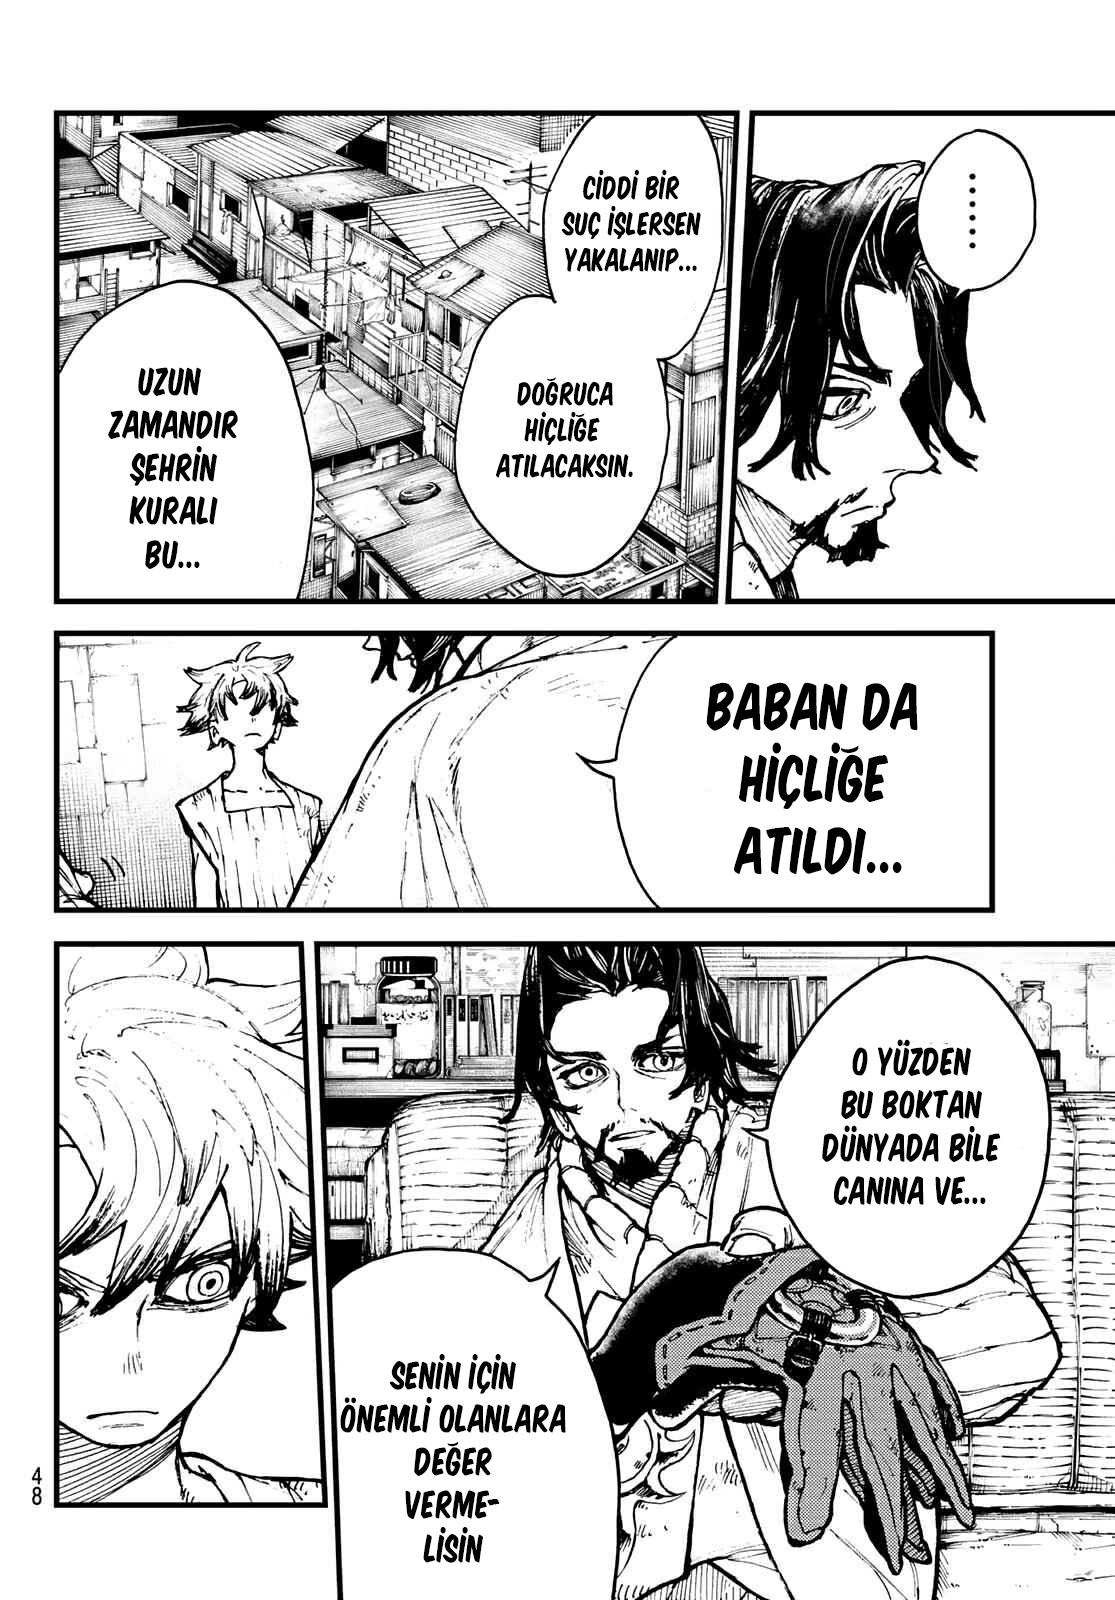 ......
CİDDİ BİR
SUÇ İŞLERSEN
YAKALANIP...
DOĞRUCA
HİÇLİĞE
ATILACAKSIN.
UZUN
ZAMANDIR
ŞEHRİN
KURALI
BU...
BABAN DA
HİÇLİĞE
ATILDI...
O YÜZDEN
BU BOKTAN
DÜNYADA BİLE
CANINA VE...
SENİN İÇİN
ÖNEMLİ OLANLARA
DEĞER
VERME-
LİSİN
48